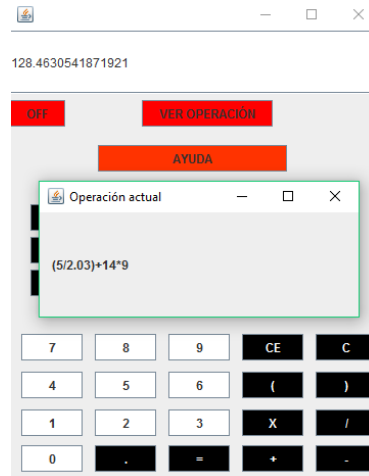 128.4630541871921
OFF VER OPERACIÓN
AYUDA
Operación actual
(5/2.03)+14*9
7 8 9 CE C
4 5 6 ( )
1 2 3 X /
0 . = + -